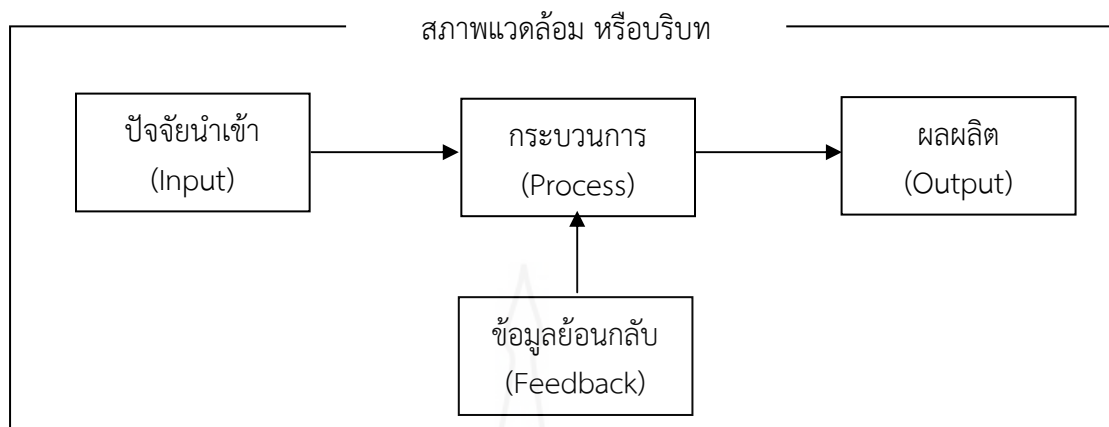 สภาพแวดล้อม หรือบริบท
ปัจจัยนำเข้า
(Input)
กระบวนการ
(Process)
ผลผลิต
(Output)
ข้อมูลย้อนกลับ
(Feedback)